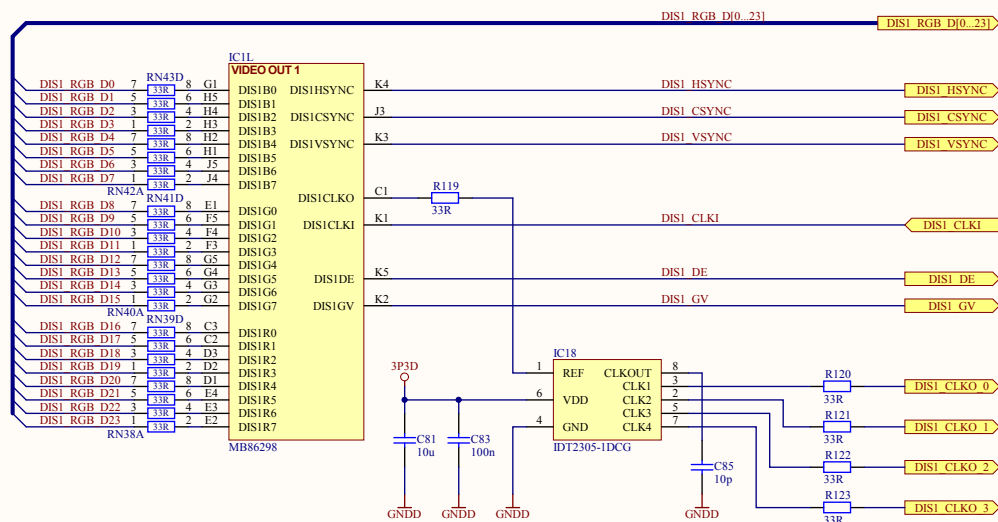 DIS1_RGB_D[0...23]
DIS1_RGB_D[0...23]
IC1L
VIDEO OUT 1
RN43D
DIS1_RGB_D0 7 33R 8 G1 DIS1B0 DIS1HSYNC K4 DIS1_HSYNC DIS1_HSYNC
DIS1_RGB_D1 5 33R 6 H5 DIS1B1
DIS1_RGB_D2 3 33R 4 H4 DIS1B2 DIS1CSYNC J3 DIS1_CSYNC DIS1_CSYNC
DIS1_RGB_D3 1 33R 2 H3 DIS1B3
DIS1_RGB_D4 7 33R 8 H2 DIS1B4 DIS1VSYNC K3 DIS1_VSYNC DIS1_VSYNC
DIS1_RGB_D5 5 33R 6 H1 DIS1B5
DIS1_RGB_D6 3 33R 4 J5 DIS1B6
DIS1_RGB_D7 1 33R 2 J4 DIS1B7
RN42A
RN41D
DIS1CLKO C1 R119
33R
DIS1_RGB_D8 7 33R 8 E1 DIS1G0
DIS1_RGB_D9 5 33R 6 F5 DIS1G1 DIS1CLKI K1 DIS1_CLKI DIS1_CLKI
DIS1_RGB_D10 3 33R 4 F4 DIS1G2
DIS1_RGB_D11 1 33R 2 F3 DIS1G3
DIS1_RGB_D12 7 33R 8 G5 DIS1G4
DIS1_RGB_D13 5 33R 6 G4 DIS1G5 DIS1DE K5 DIS1_DE DIS1_DE
DIS1_RGB_D14 3 33R 4 G3 DIS1G6
DIS1_RGB_D15 1 33R 2 G2 DIS1G7 DIS1GV K2 DIS1_GV DIS1_GV
RN40A
RN39D
DIS1_RGB_D16 7 33R 8 C3 DIS1R0
DIS1_RGB_D17 5 33R 6 C2 DIS1R1
DIS1_RGB_D18 3 33R 4 D3 DIS1R2
DIS1_RGB_D19 1 33R 2 D2 DIS1R3
DIS1_RGB_D20 7 33R 8 D1 DIS1R4
DIS1_RGB_D21 5 33R 6 E4 DIS1R5
DIS1_RGB_D22 3 33R 4 E3 DIS1R6
DIS1_RGB_D23 1 33R 2 E2 DIS1R7
RN38A
MB86298
IC18
3P3D
1 REF CLKOUT 8
CLK1 3
6 VDD CLK2 2
CLK3 5
4 GND CLK4 7
IDT2305-1DCG
R120
33R
DIS1_CLKO_0
R121
33R
DIS1_CLKO_1
R122
33R
DIS1_CLKO_2
R123
33R
DIS1_CLKO_3
C81
10u
C83
100n
C85
10p
GNDD
GNDD
GNDD
GNDD